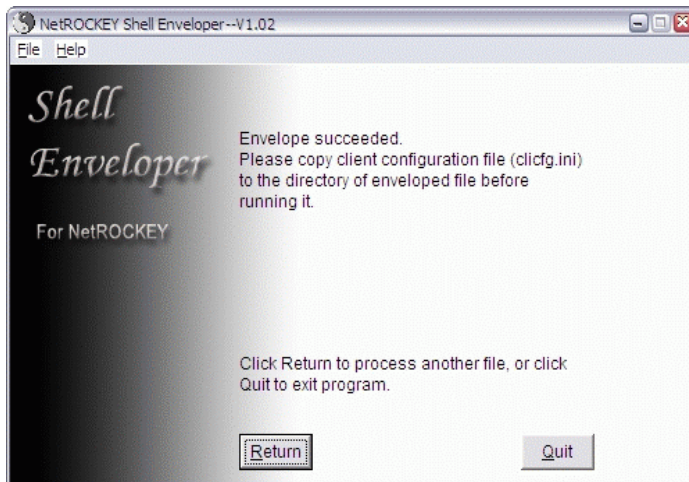 NetROCKEY Shell Enveloper--V1.02
File Help
Shell
Enveloper
For NetROCKEY
Envelope succeeded.
Please copy client configuration file (clicfg.ini)
to the directory of enveloped file before
running it.
Click Return to process another file, or click
Quit to exit program.
Return Quit